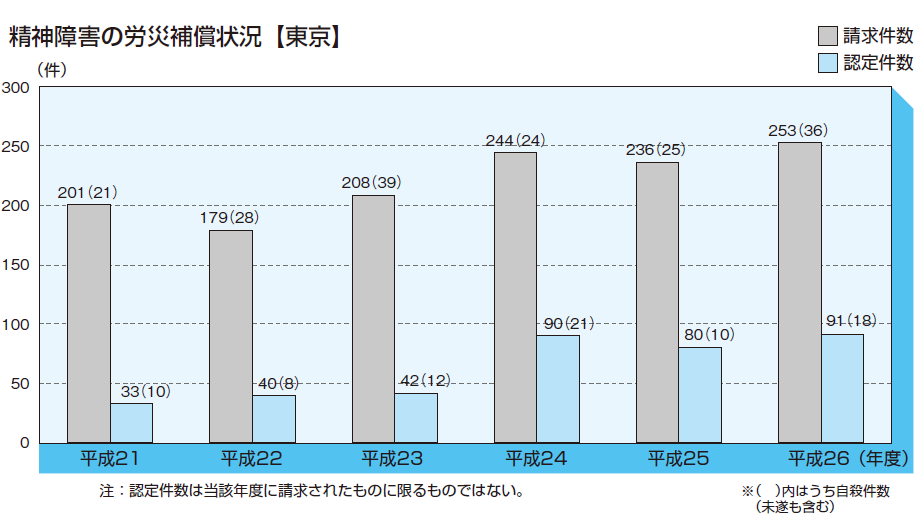 精神障害の労災補償状況【東京】
請求件数
認定件数
（件）
300
250
200
150
100
50
0
201（21）
33（10）
179（28）
40（8）
208（39）
42（12）
244（24）
90（21）
236（25）
80（10）
253（36）
91（18）
平成21 平成22 平成23 平成24 平成25 平成26（年度）
注：認定件数は当該年度に請求されたものに限るものではない。
※（　）内はうち自殺件数
（未遂も含む）